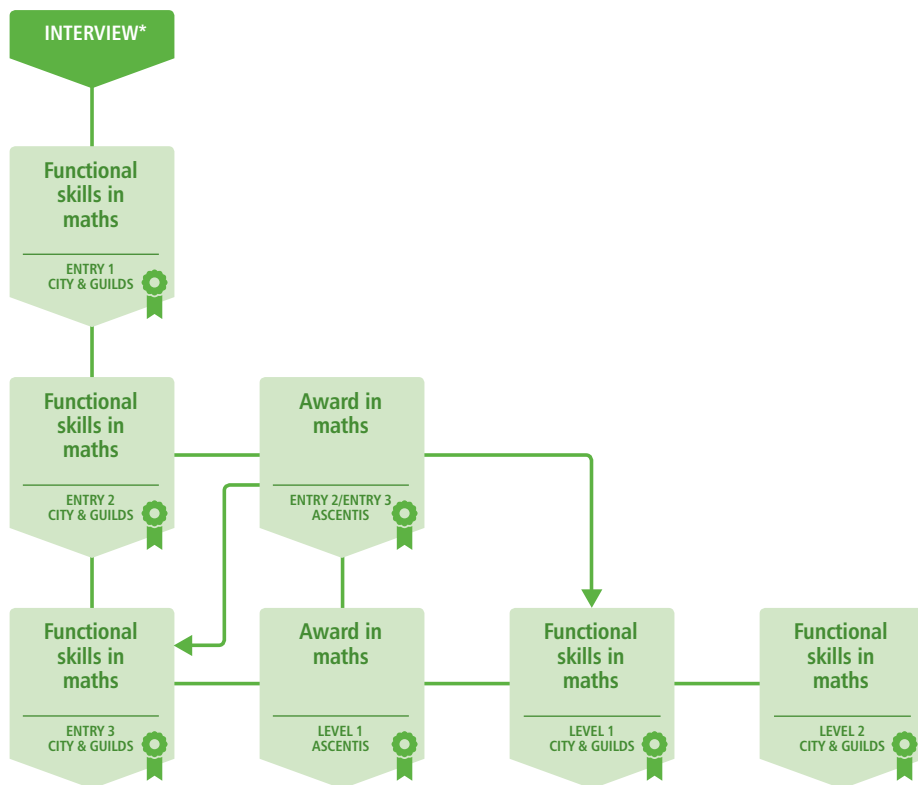 INTERVIEW*
Functional
skills in
maths
ENTRY 1
CITY & GUILDS
Functional
skills in
maths
ENTRY 2
CITY & GUILDS
Award in
maths
ENTRY 2/ENTRY 3
ASCENTIS
Functional
skills in
maths
ENTRY 3
CITY & GUILDS
Award in
maths
LEVEL 1
ASCENTIS
Functional
skills in
maths
LEVEL 1
CITY & GUILDS
Functional
skills in
maths
LEVEL 2
CITY & GUILDS